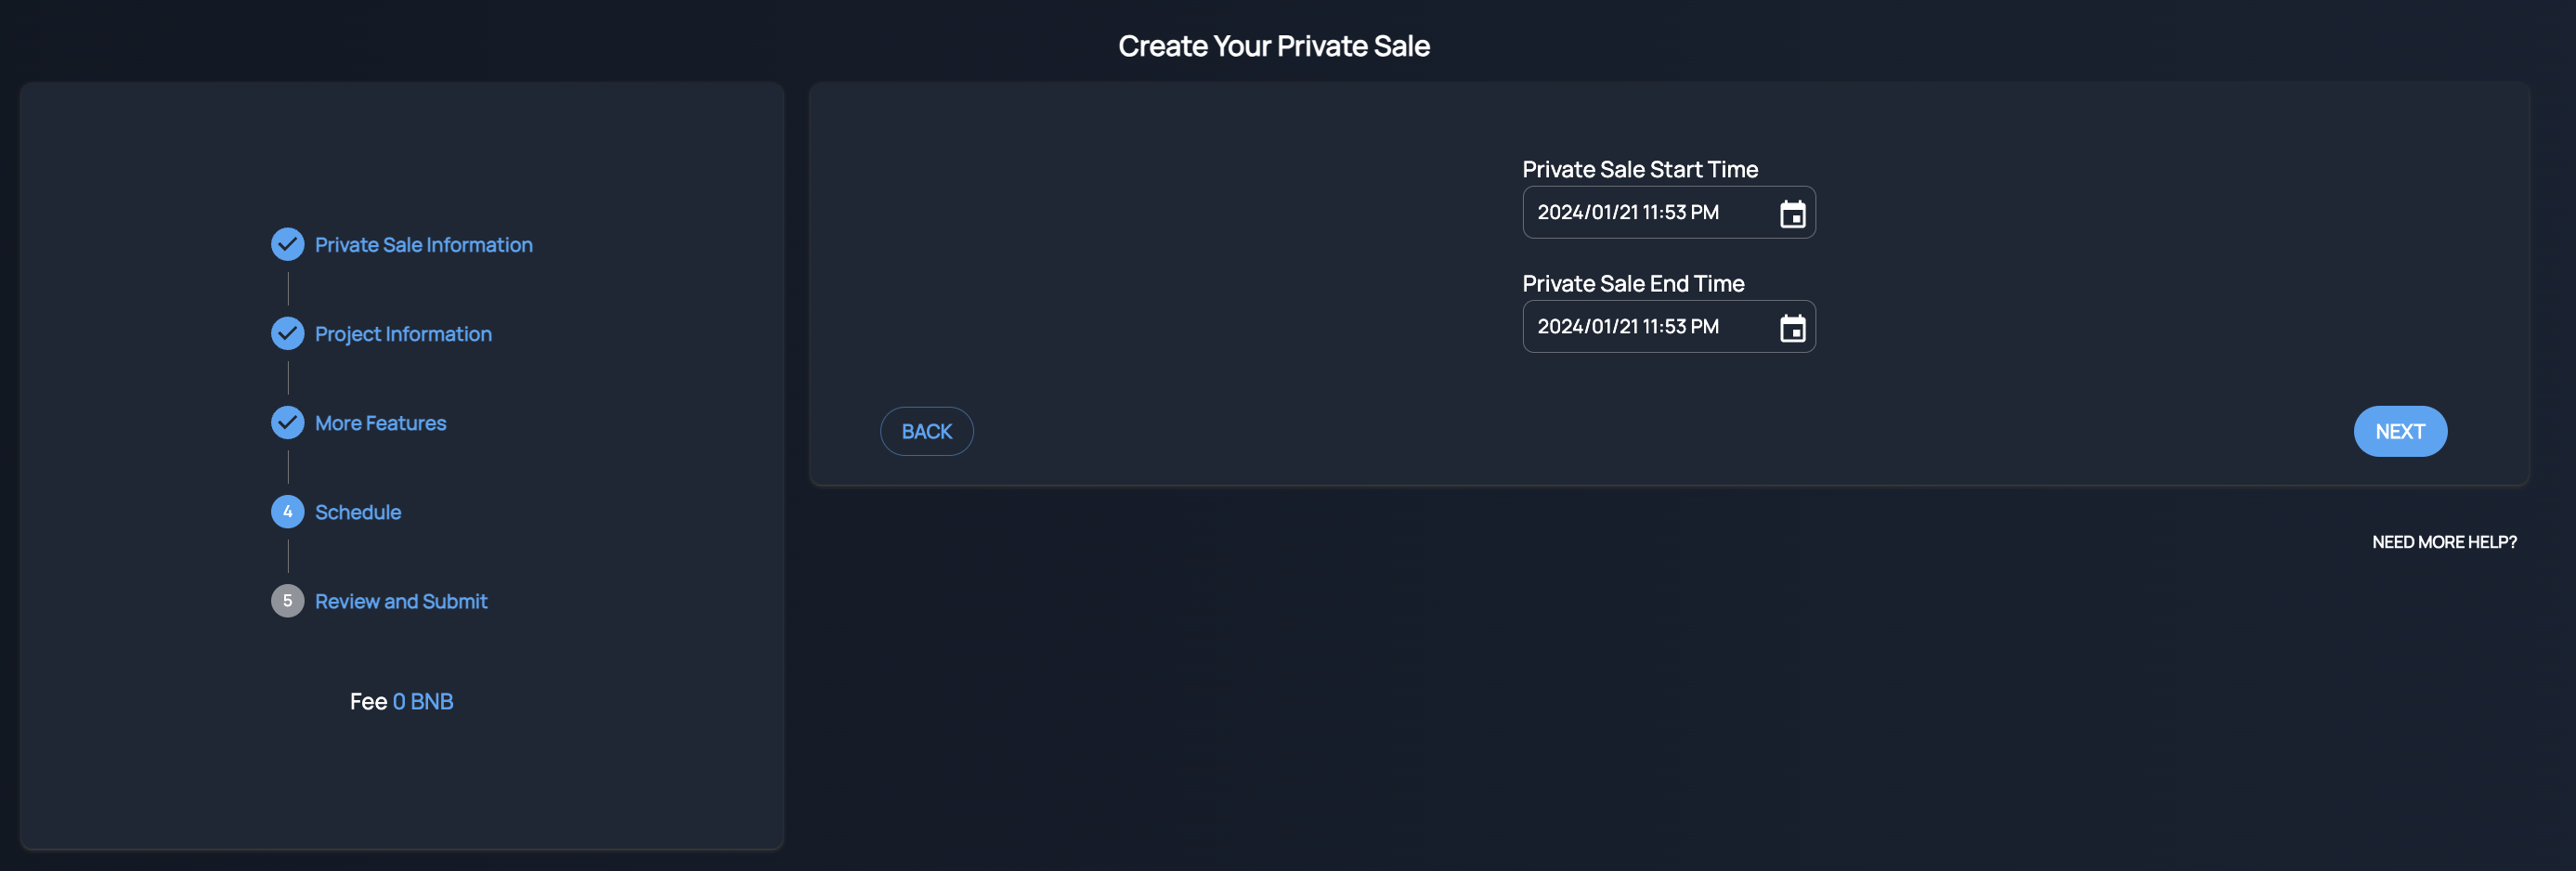 Create Your Private Sale
Private Sale Information
Project Information
More Features
4 Schedule
5 Review and Submit
Fee 0 BNB
Private Sale Start Time
2024/01/21 11:53 PM
Private Sale End Time
2024/01/21 11:53 PM
BACK
NEXT
NEED MORE HELP?